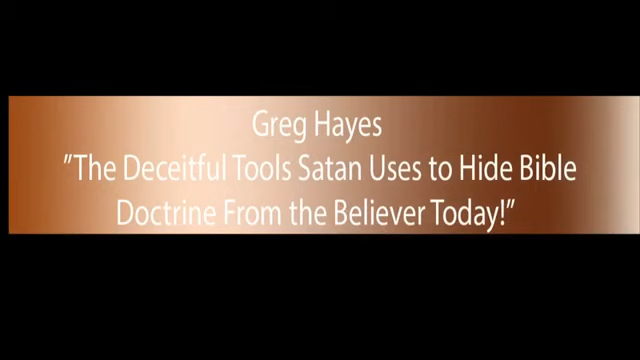 Greg Hayes
"The Deceitful Tools Satan Uses to Hide Bible
Doctrine From the Believer Today!"